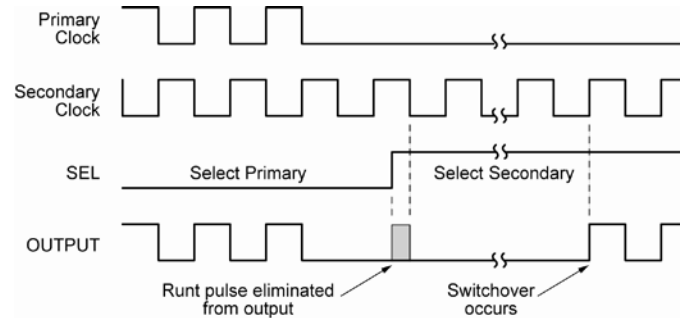 Primary
Clock
Secondary
Clock
SEL
Select Primary
Select Secondary
OUTPUT
Runt pulse eliminated
from output
Switchover
occurs